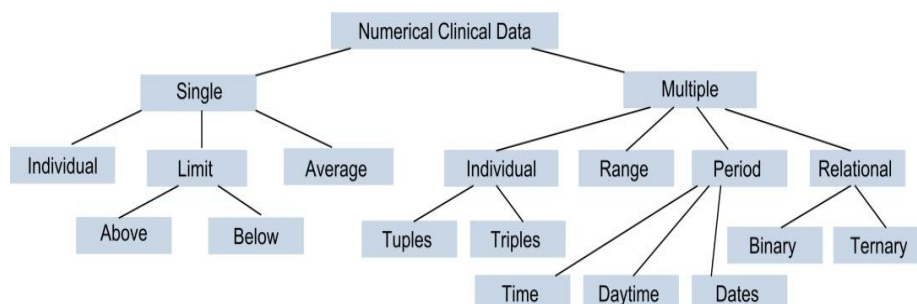 Numerical Clinical Data
Single
Multiple
Individual
Limit
Average
Individual
Range
Period
Relational
Above
Below
Tuples
Triples
Binary
Ternary
Time
Daytime
Dates